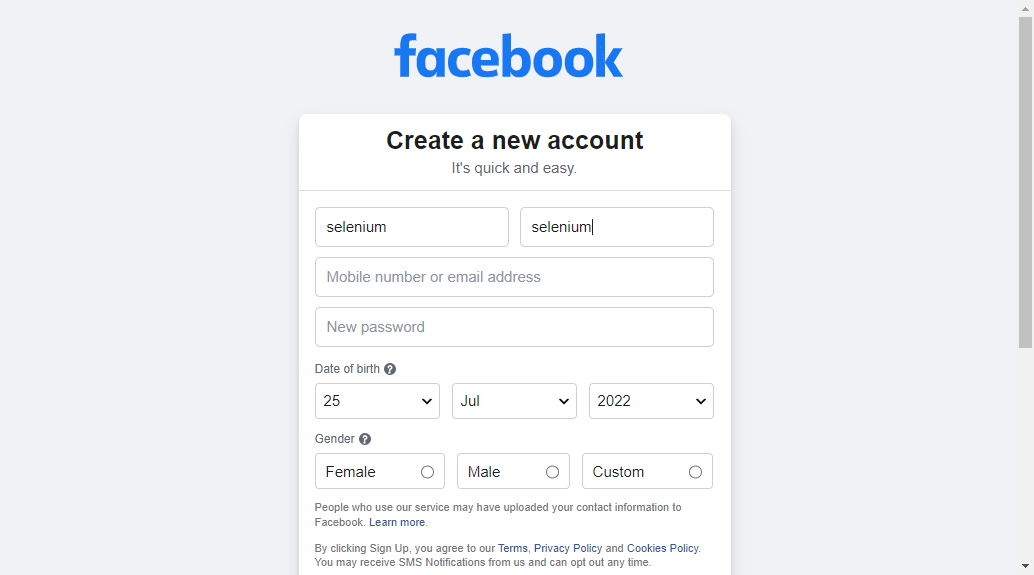 facebook
Create a new account
It's quick and easy.
selenium selenium
Mobile number or email address
New password
Date of birth ?
25 Jul 2022
Gender ?
Female Male Custom
People who use our service may have uploaded your contact information to
Facebook. Learn more.
By clicking Sign Up, you agree to our Terms, Privacy Policy and Cookies Policy.
You may receive SMS Notifications from us and can opt out any time.